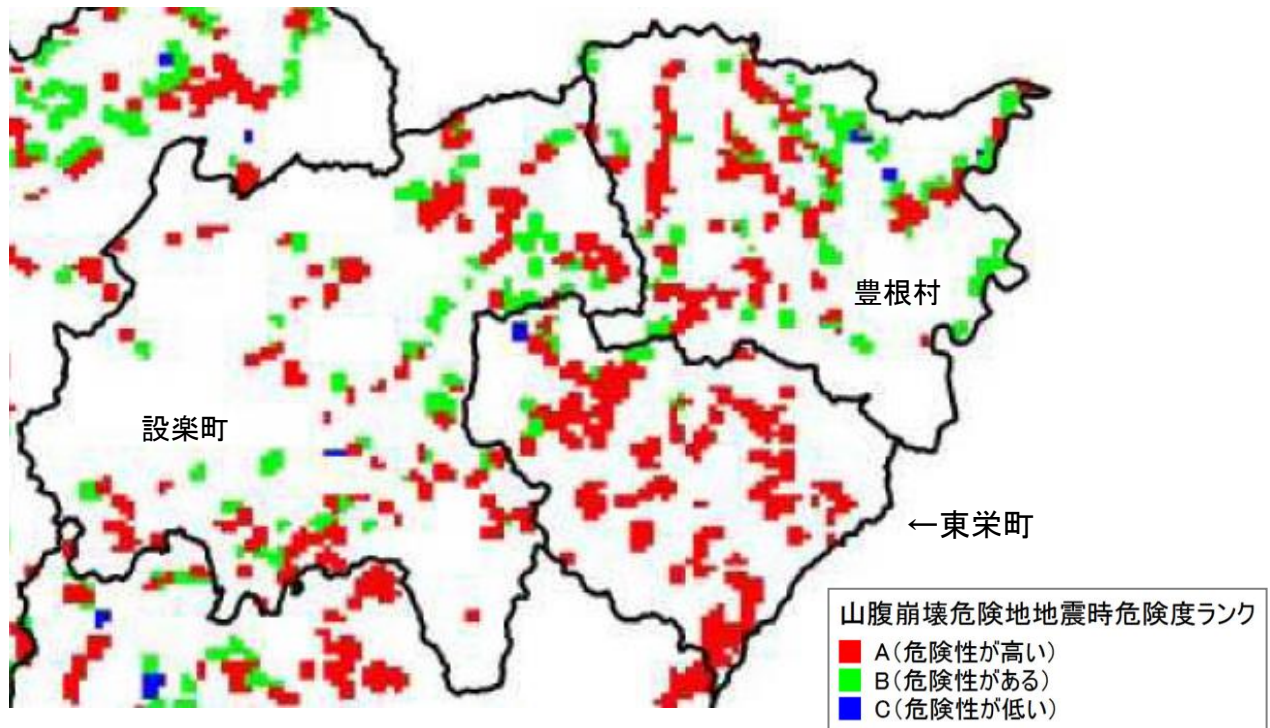 豊根村
設楽町
←東栄町
山腹崩壊危険地地震時危険度ランク
A(危険性が高い)
B(危険性がある)
C(危険性が低い)